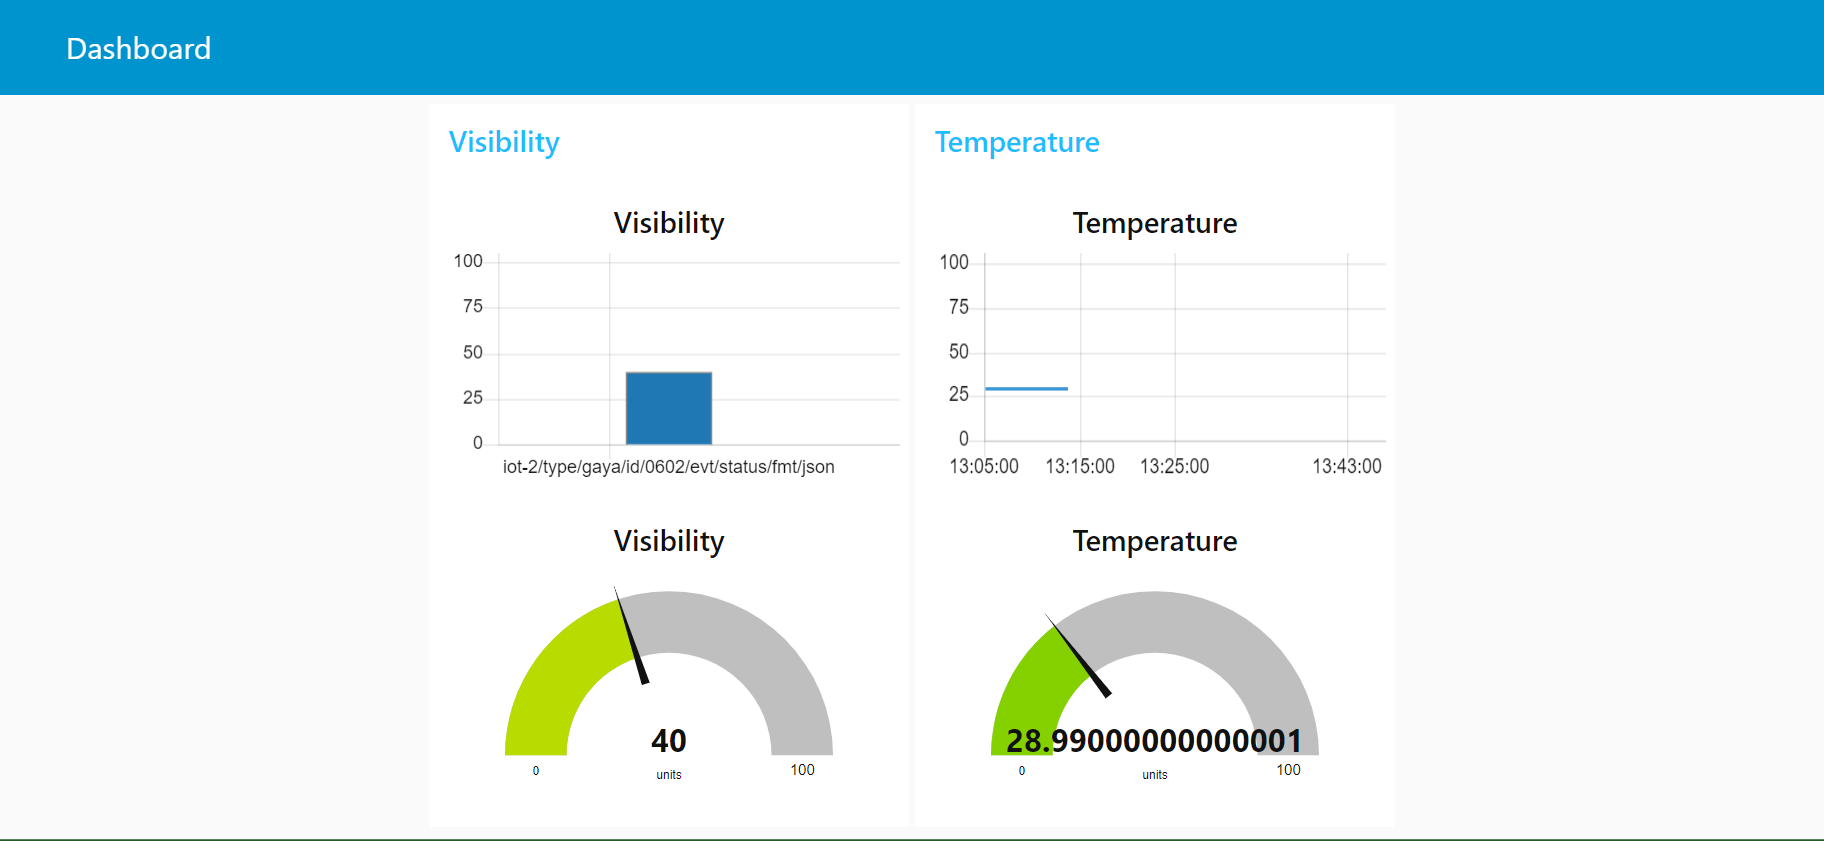 Dashboard
Visibility
Visibility
100
75
50
25
0
iot-2/type/gaya/id/0602/evt/status/fmt/json
Visibility
40
0
units
100
Temperature
Temperature
100
75
50
25
0
13:05:00 13:15:00 13:25:00 13:43:00
Temperature
28.990000000000001
0
units
100